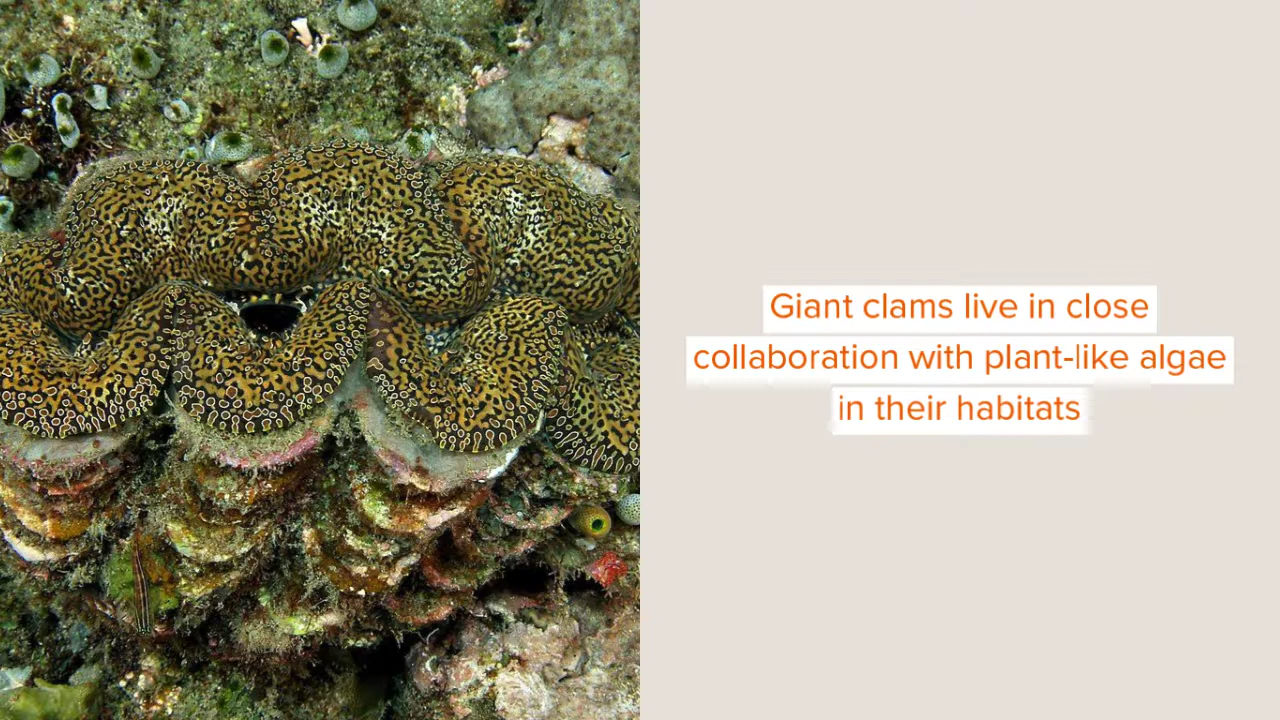 Giant clams live in close
collaboration with plant-like algae
in their habitats